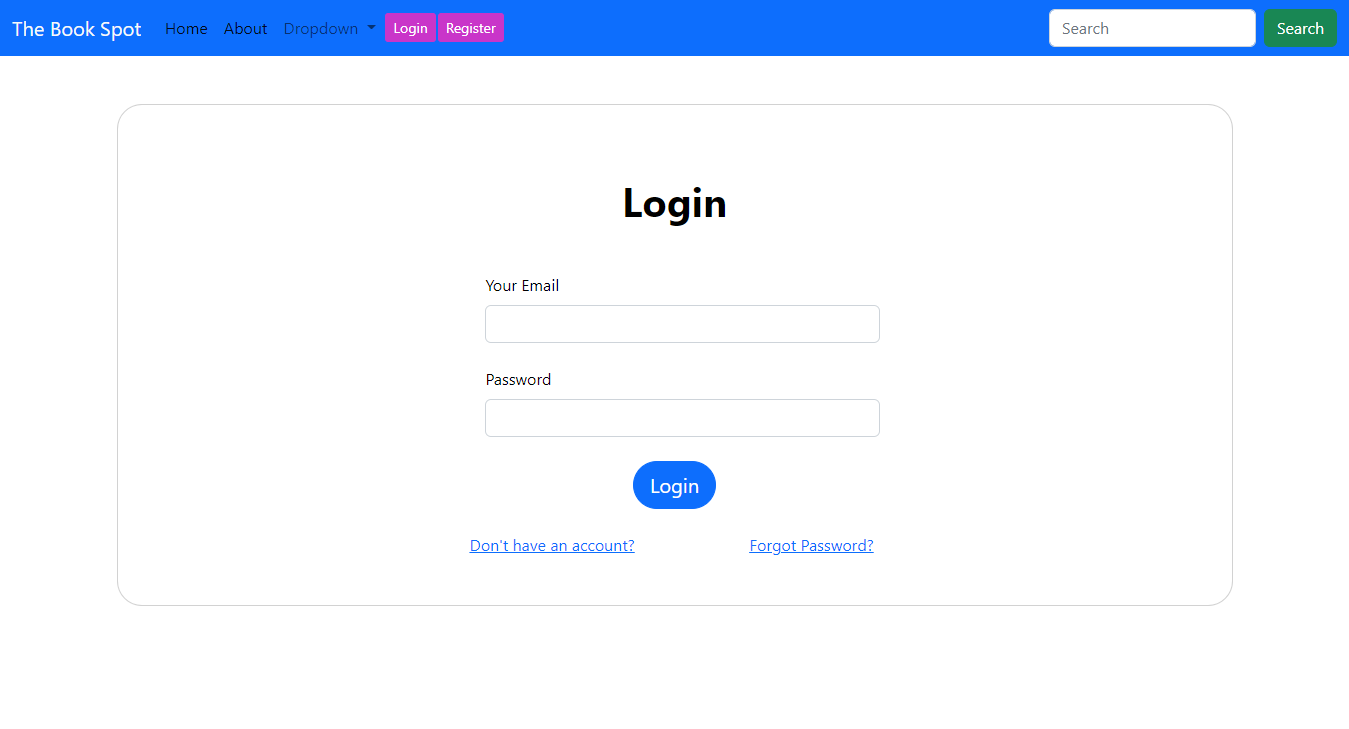 The Book Spot Home About Dropdown Login Register Search Search
Login
Your Email
Password
Login
Don't have an account? Forgot Password?